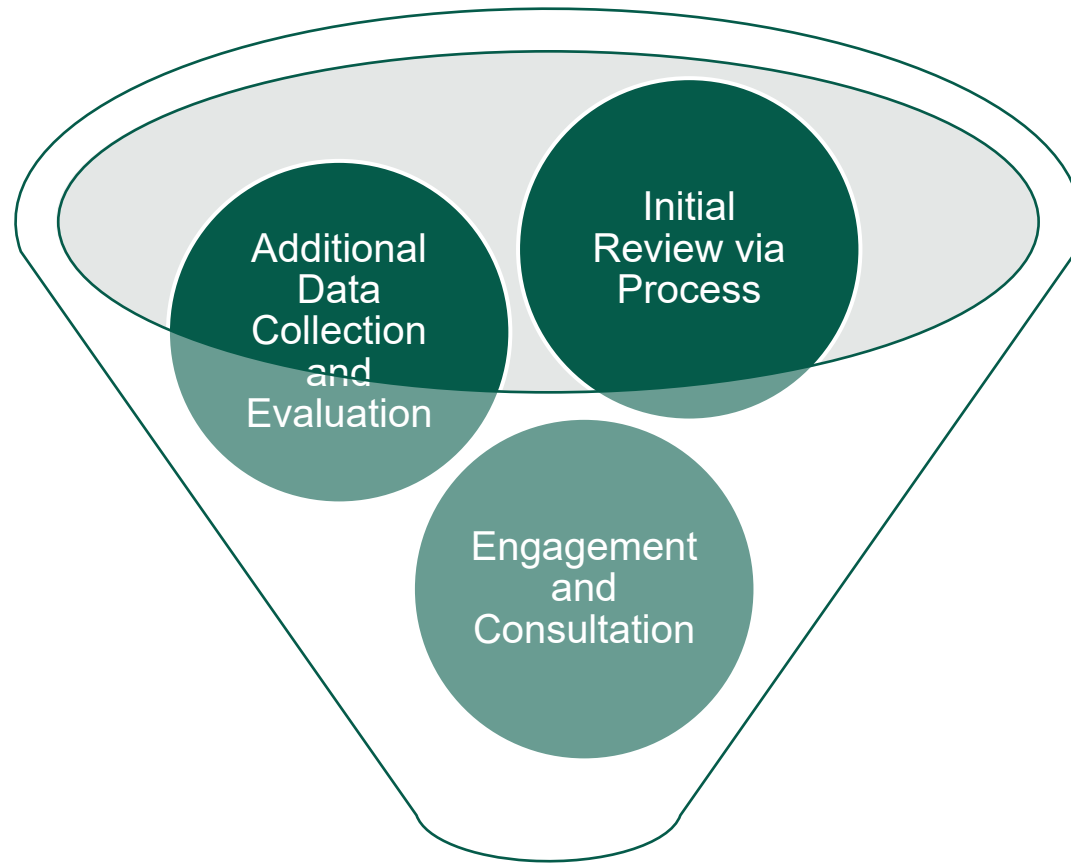 Initial
Review via
Process
Additional
Data
Collection
and
Evaluation
Engagement
and
Consultation